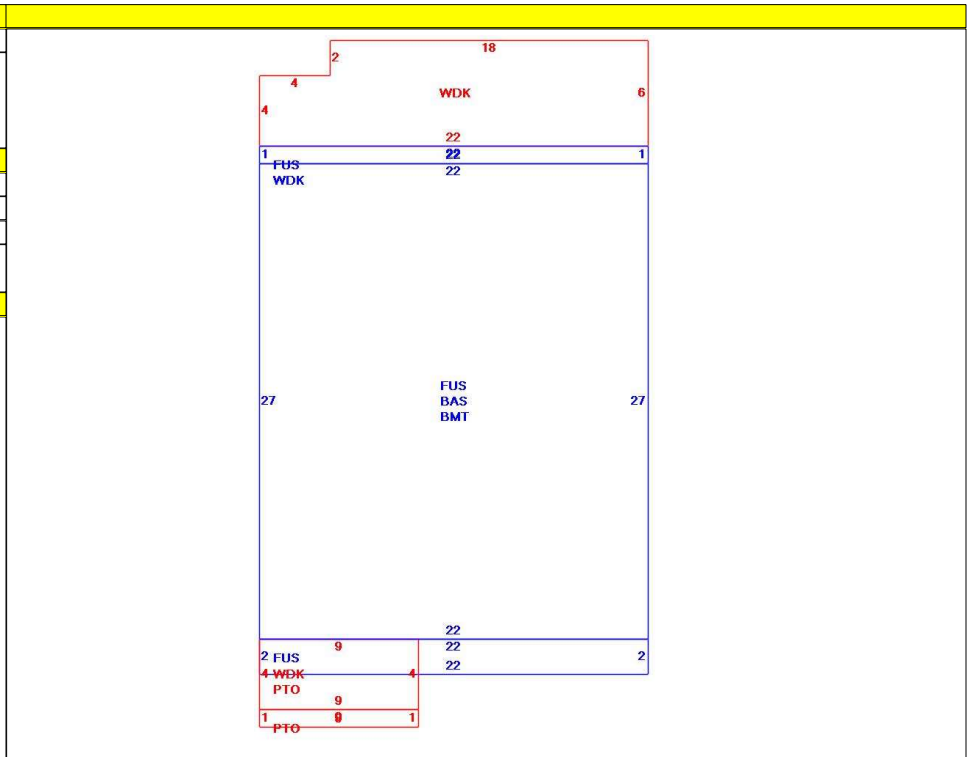 18
2
4
WDK 6
4
22
1 22 1
FUS 22
WDK
FUS
27 BAS 27
BMT
22
9 22
2 FUS 2
22
4 WDK 4
PTO
9
1 1
PTO